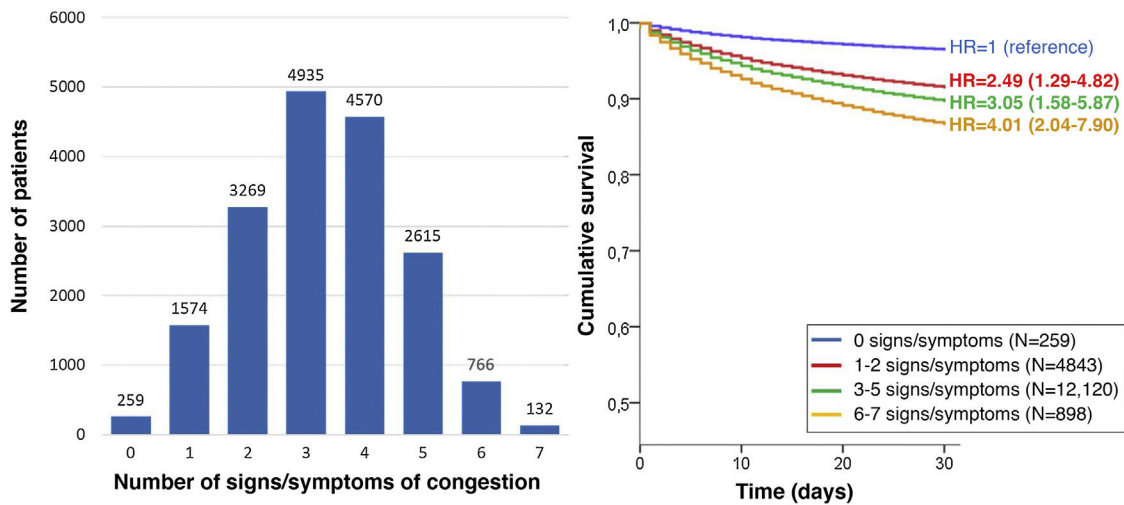 6000
5000
4000
3000
2000
1000
0
Number of patients
259
1574
3269
4935
4570
2615
766
132
0 1 2 3 4 5 6 7
Number of signs/symptoms of congestion
1,0
0,9
0,8
0,7
0,6
0,5
Cumulative survival
HR=1 (reference)
HR=2.49 (1.29-4.82)
HR=3.05 (1.58-5.87)
HR=4.01 (2.04-7.90)
0 signs/symptoms (N=259)
1-2 signs/symptoms (N=4843)
3-5 signs/symptoms (N=12,120)
6-7 signs/symptoms (N=898)
0 10 20 30
Time (days)